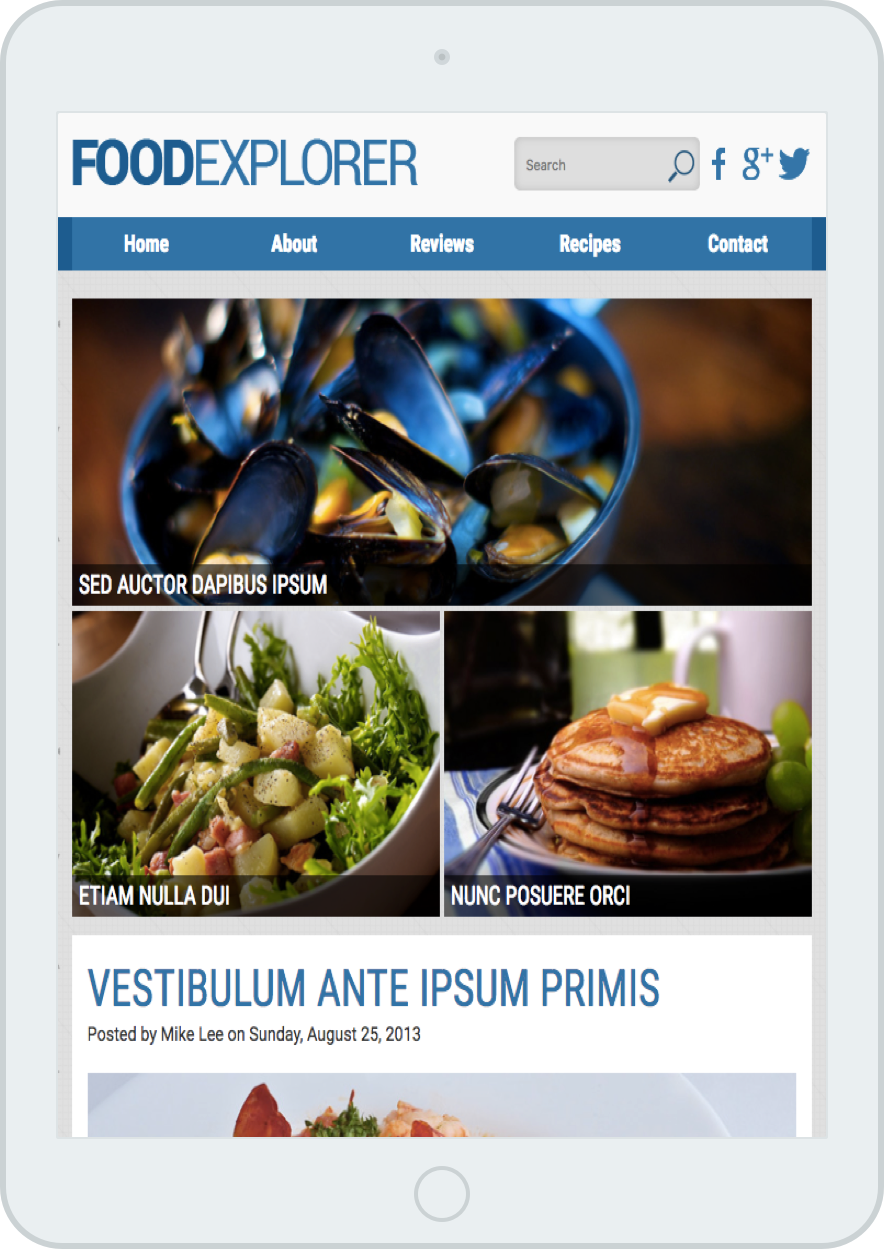 FOODEXPLORER
Search
Home About Reviews Recipes Contact
SED AUCTOR DAPIBUS IPSUM
ETIAM NULLA DUI
NUNC POSUERE ORCI
VESTIBULUM ANTE IPSUM PRIMIS
Posted by Mike Lee on Sunday, August 25, 2013